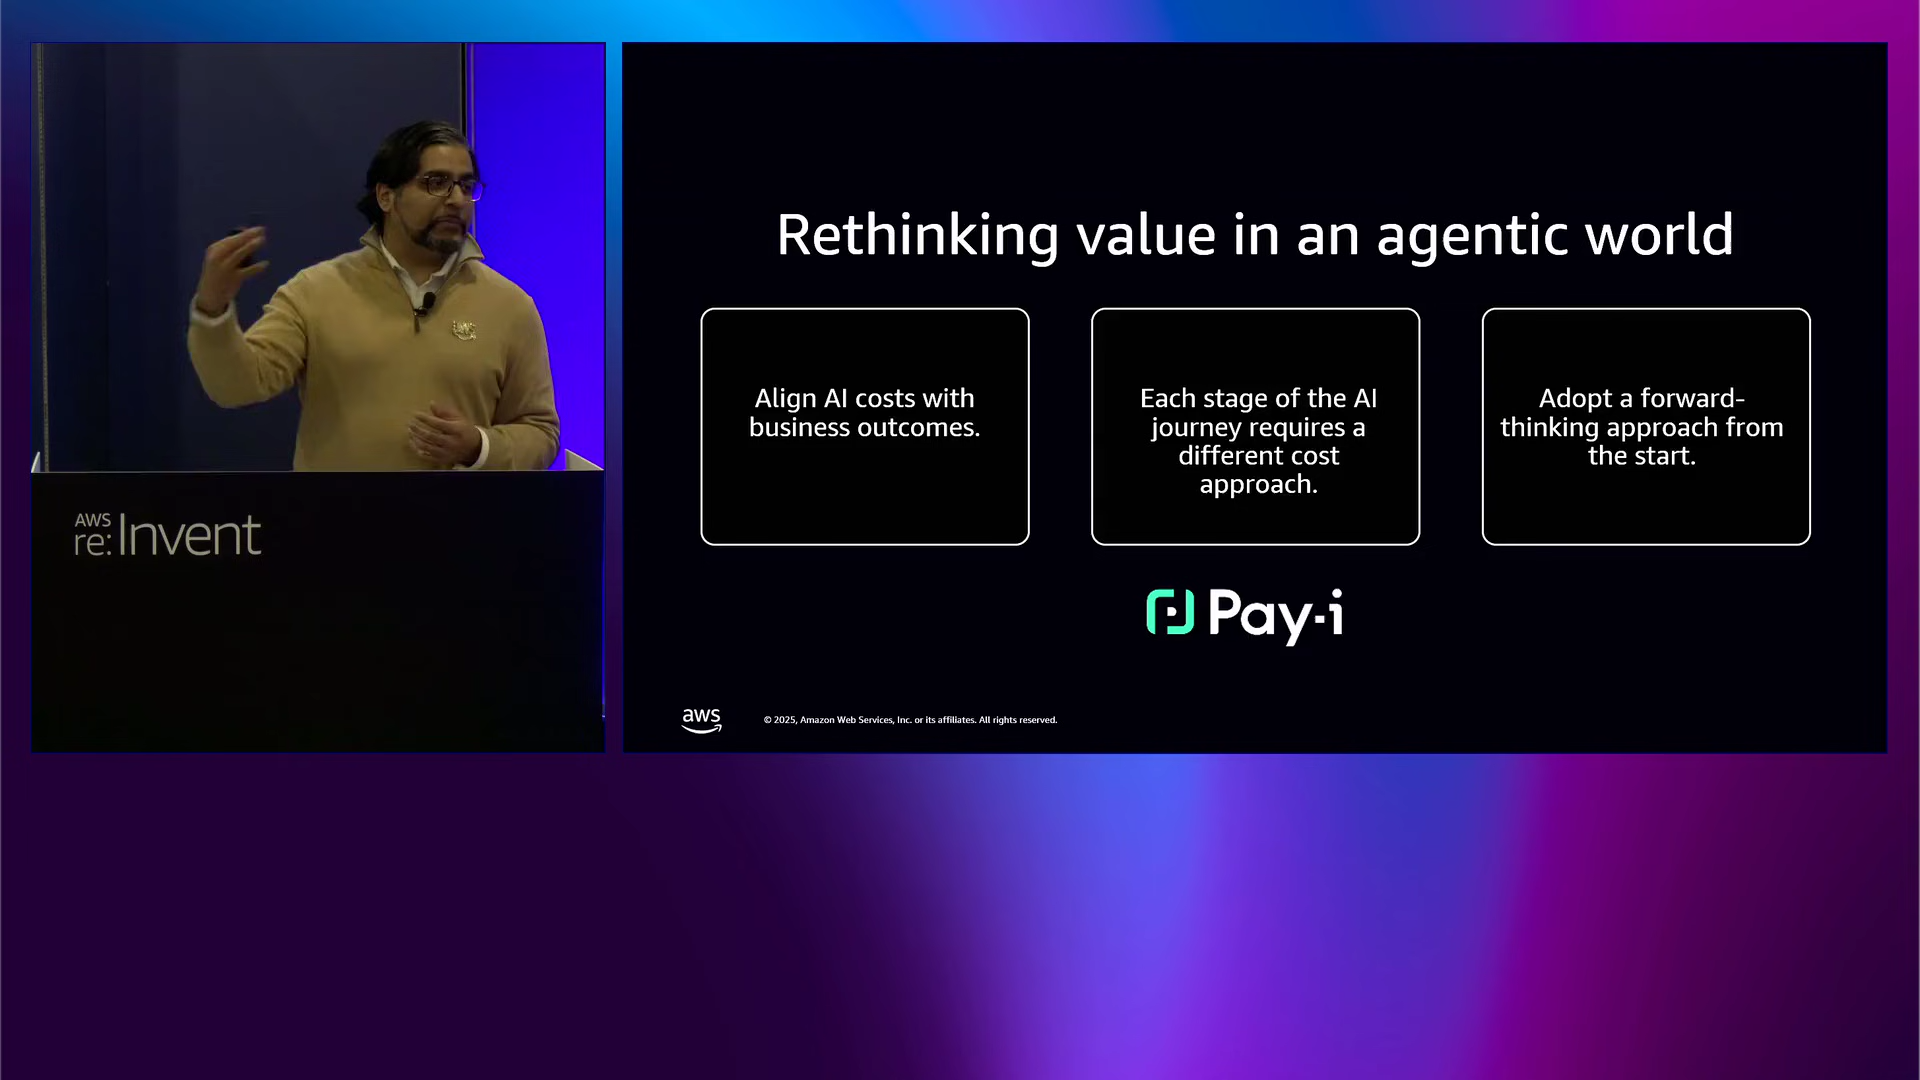 AWS
re:Invent
Rethinking value in an agentic world
Align AI costs with
business outcomes.
Each stage of the AI
journey requires a
different cost
approach.
Adopt a forward-
thinking approach from
the start.
Pay-i
aws
© 2025, Amazon Web Services, Inc. or its affiliates. All rights reserved.